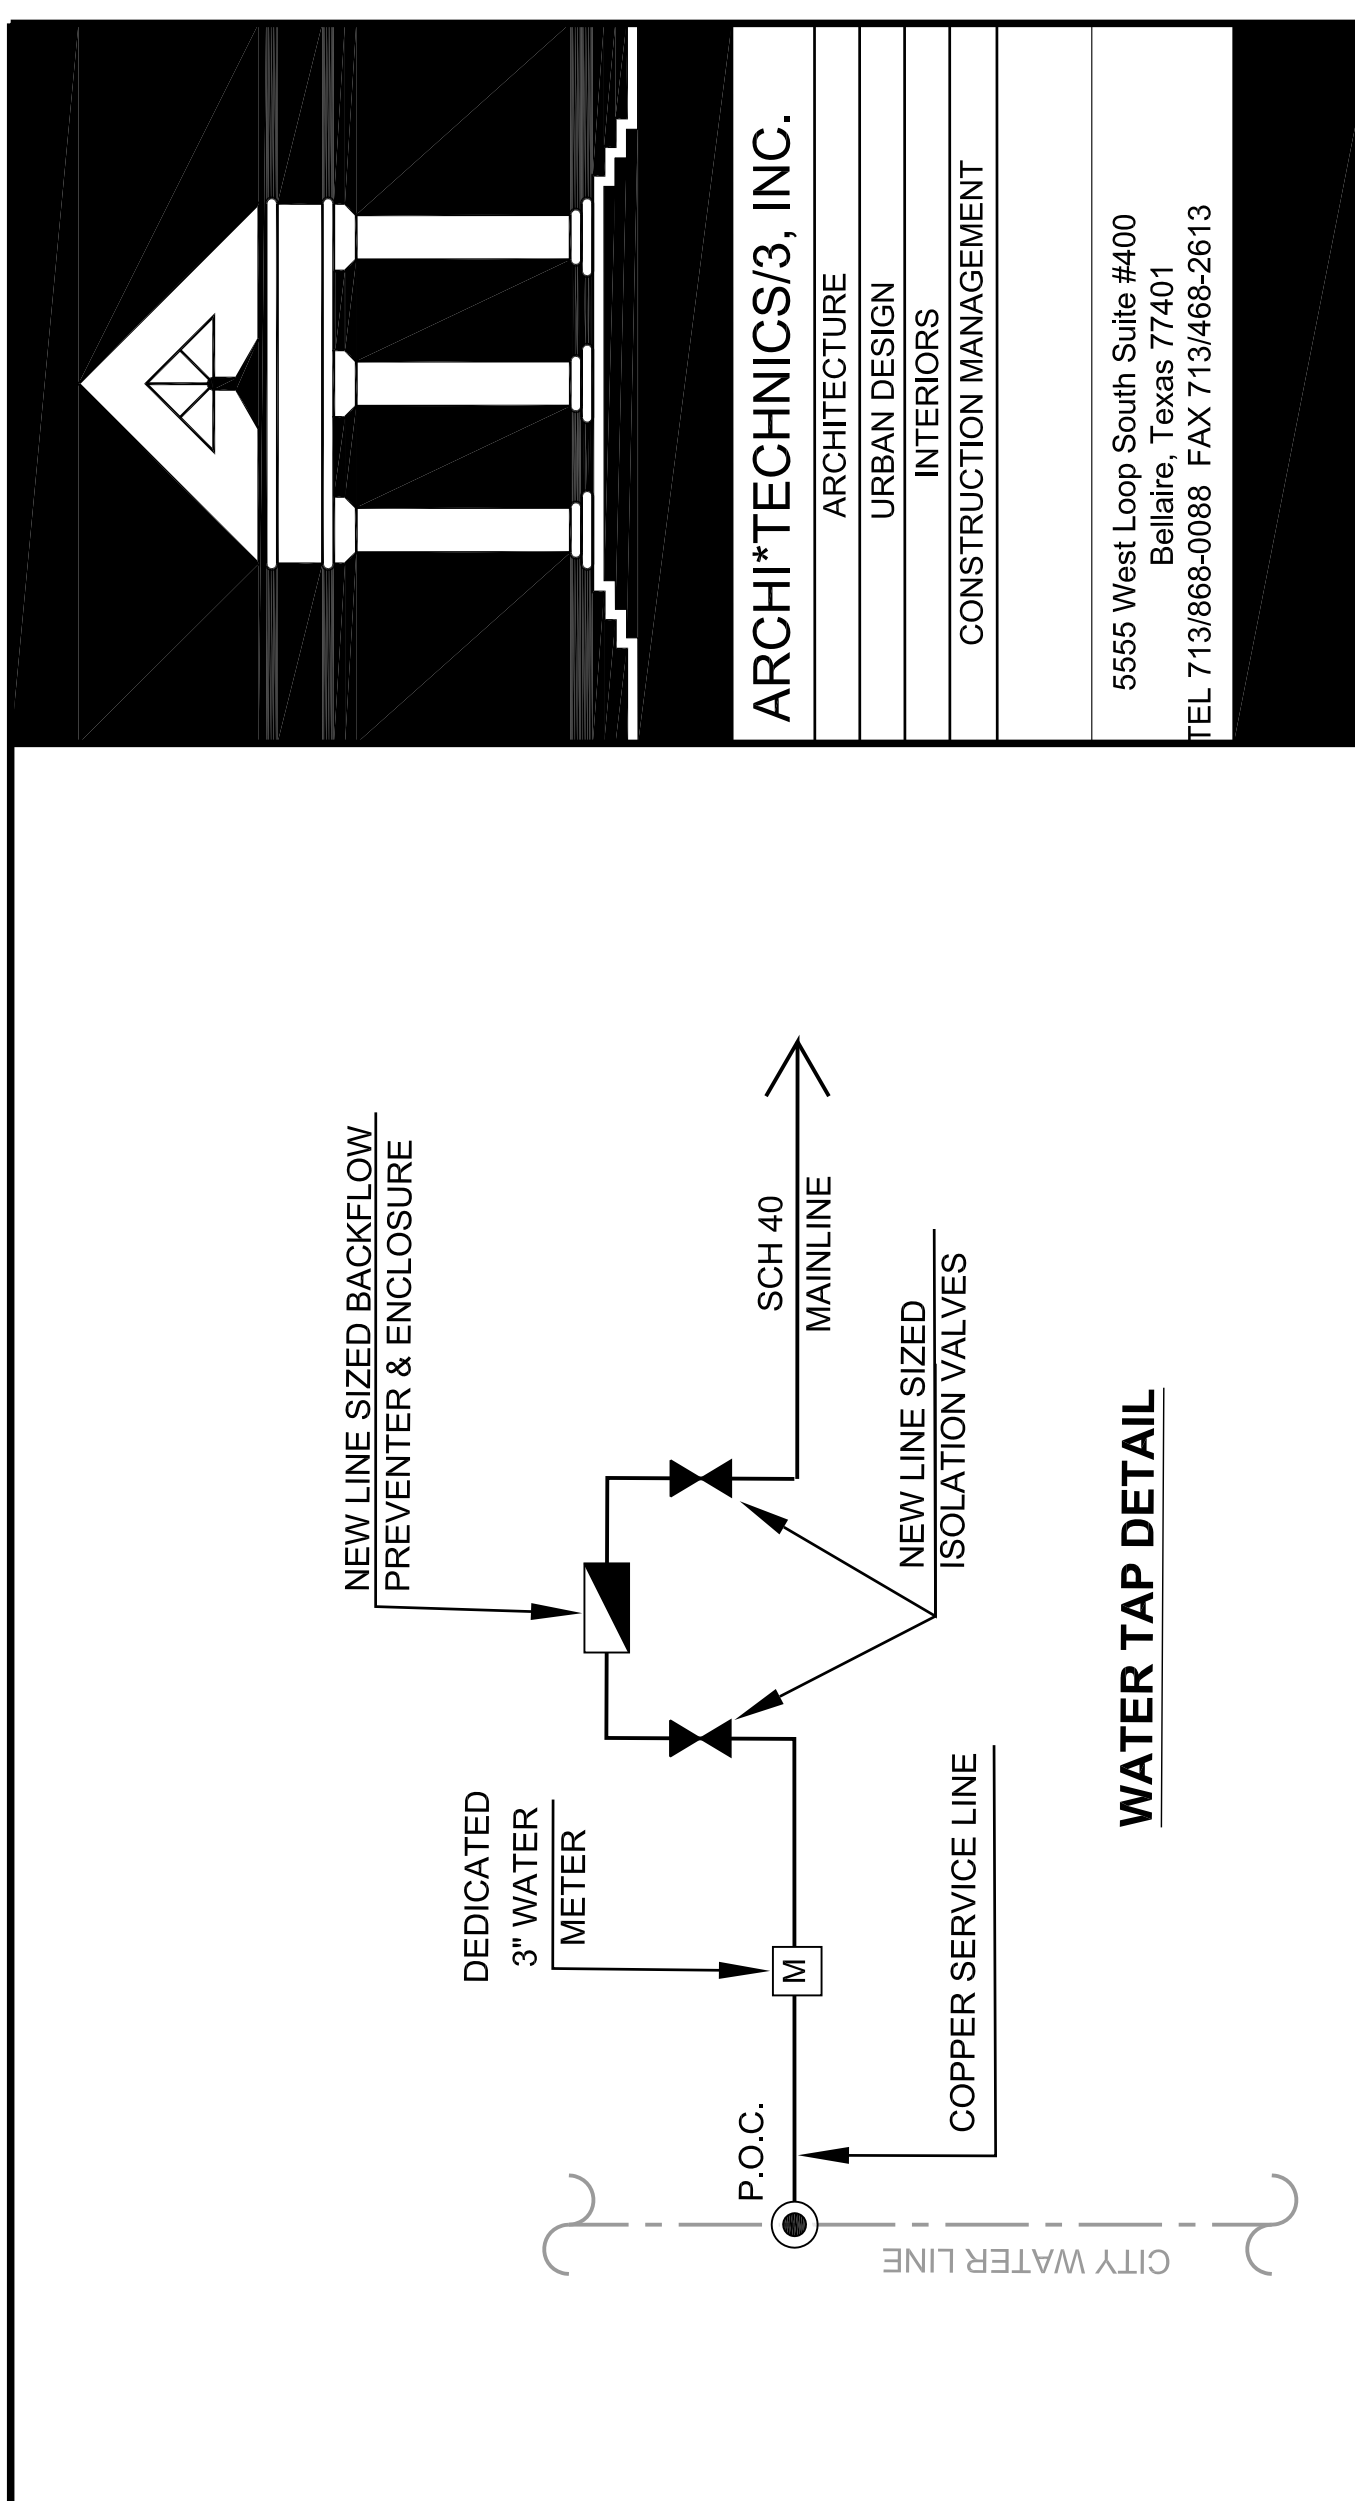 NEW LINE SIZED BACKFLOW
PREVENTER & ENCLOSURE
DEDICATED
3" WATER
METER
P.O.C.
M
SCH 40
MAINLINE
NEW LINE SIZED
ISOLATION VALVES
COPPER SERVICE LINE
CITY WATER LINE
WATER TAP DETAIL
ARCHI*TECHNICS/3, INC.
ARCHITECTURE
URBAN DESIGN
INTERIORS
CONSTRUCTION MANAGEMENT
5555 West Loop South Suite #400
Bellaire, Texas 77401
TEL 713/868-0088 FAX 713/468-2613